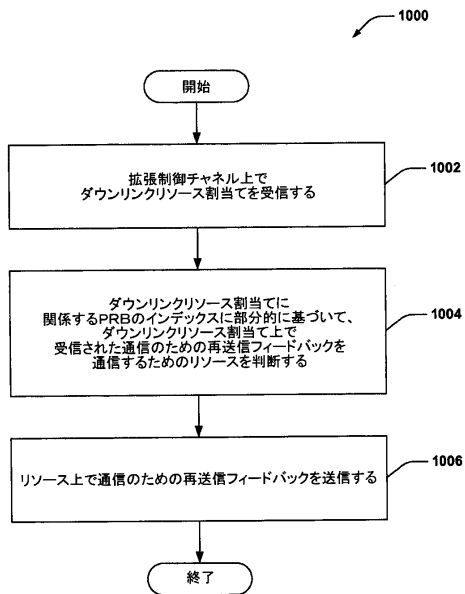 1000
開始
拡張制御チャネル上で
ダウンリンクリソース割当てを受信する
1002
ダウンリンクリソース割当てに
関係するPRBのインデックスに部分的に基づいて、
ダウンリンクリソース割当て上で
受信された通信のための再送信フィードバックを
通信するためのリソースを判断する
1004
リソース上で通信のための再送信フィードバックを送信する
1006
終了